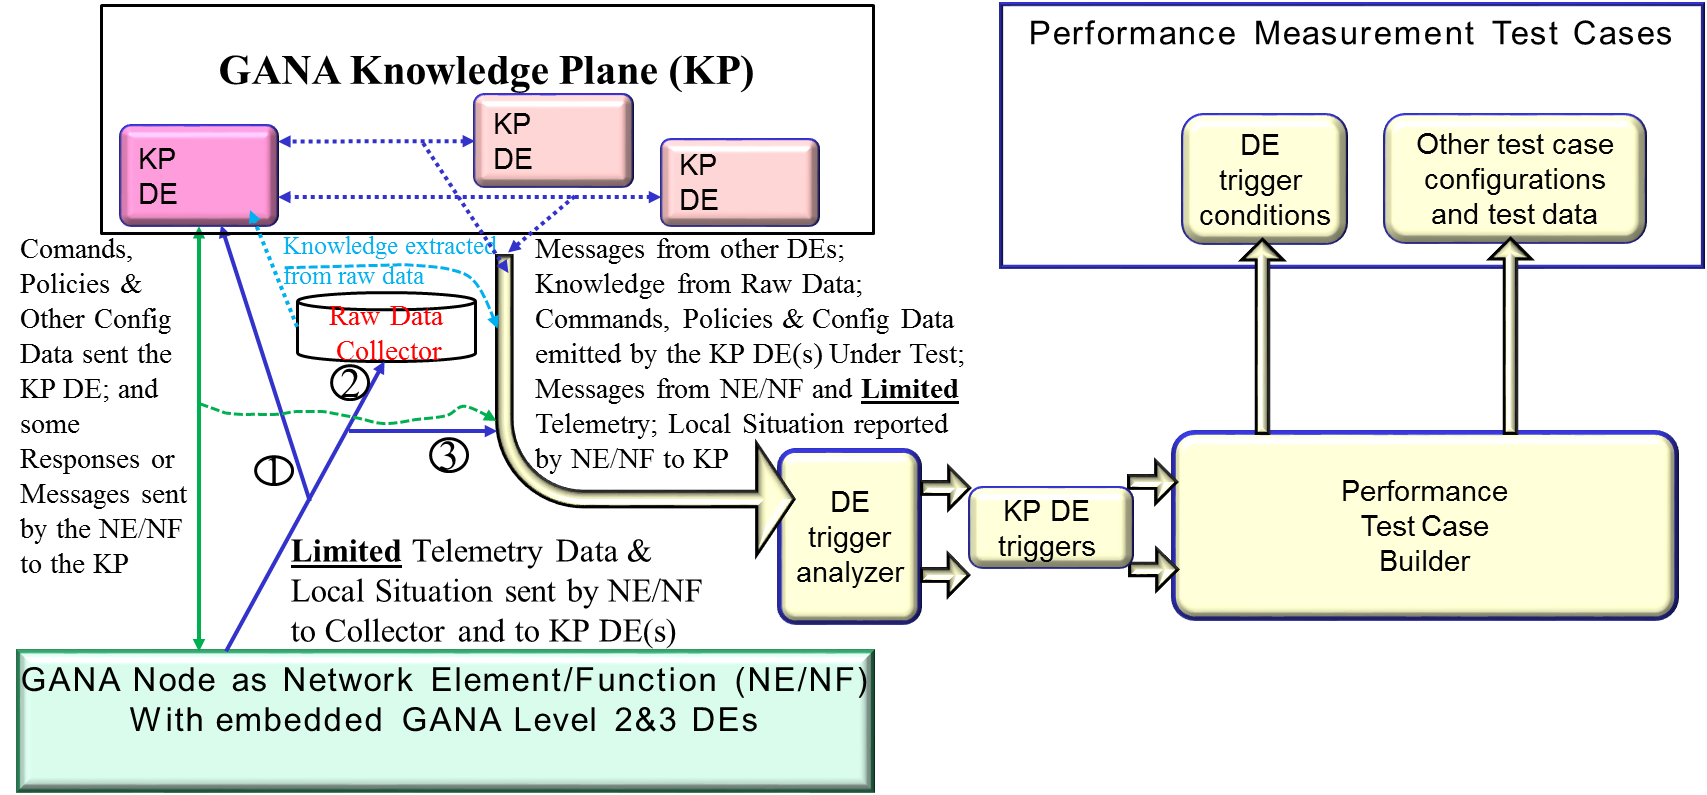 GANA Knowledge Plane (KP)
KP
DE
KP
DE
KP
DE
Comands,
Policies &
Other Config
Data sent the
KP DE; and
some
Responses or
Messages sent
by the NE/NF
to the KP
Knowledge extracted
from raw data
Raw Data
Collector
①
②
③
Messages from other DEs;
Knowledge from Raw Data;
Commands, Policies & Config Data
emitted by the KP DE(s) Under Test;
Messages from NE/NF and Limited
Telemetry; Local Situation reported
by NE/NF to KP
Limited Telemetry Data &
Local Situation sent by NE/NF
to Collector and to KP DE(s)
GANA Node as Network Element/Function (NE/NF)
With embedded GANA Level 2&3 DEs
DE
trigger
analyzer
KP DE
triggers
Performance
Test Case
Builder
Performance Measurement Test Cases
DE
trigger
conditions
Other test case
configurations
and test data